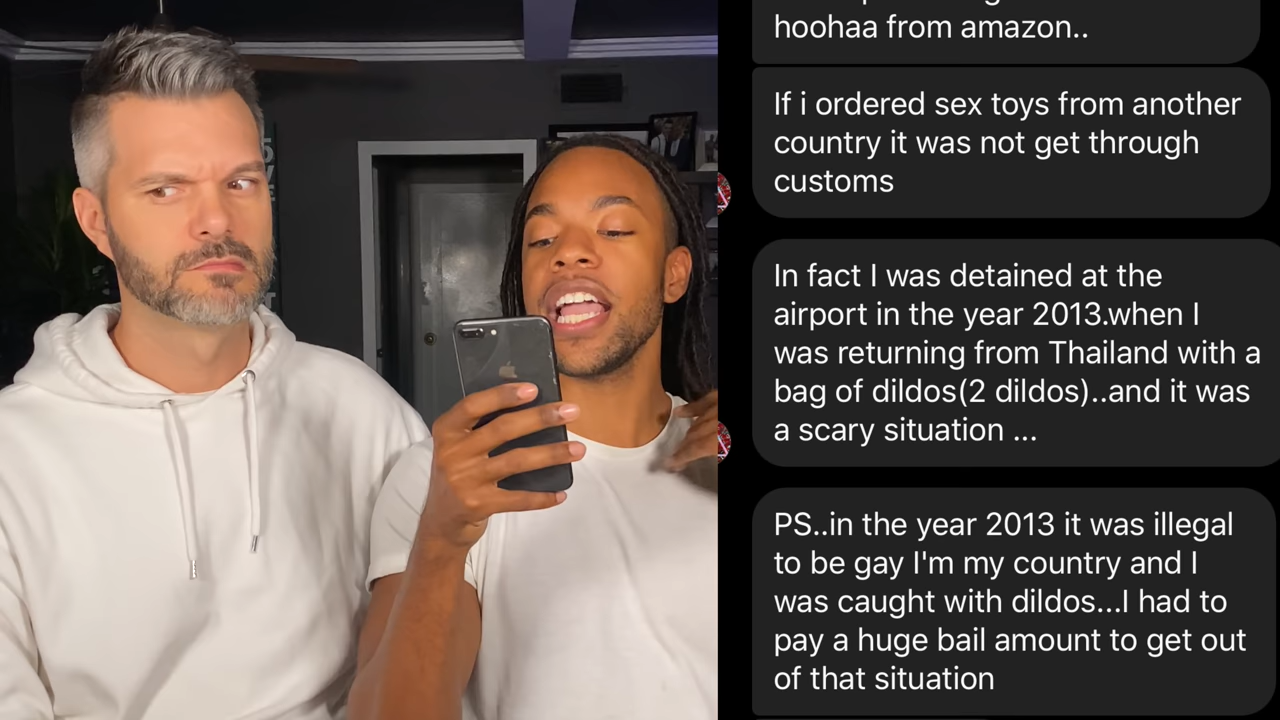 hoohaa from amazon..
If i ordered sex toys from another
country it was not get through
customs
In fact I was detained at the
airport in the year 2013.when I
was returning from Thailand with a
bag of dildos(2 dildos)..and it was
a scary situation ...
PS..in the year 2013 it was illegal
to be gay I'm my country and I
was caught with dildos...I had to
pay a huge bail amount to get out
of that situation